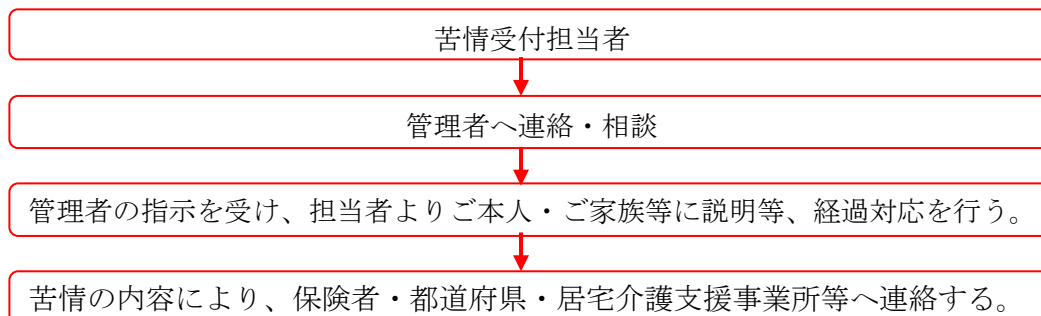 苦情受付担当者
管理者へ連絡・相談
管理者の指示を受け、担当者よりご本人・ご家族等に説明等、経過対応を行う。
苦情の内容により、保険者・都道府県・居宅介護支援事業所等へ連絡する。